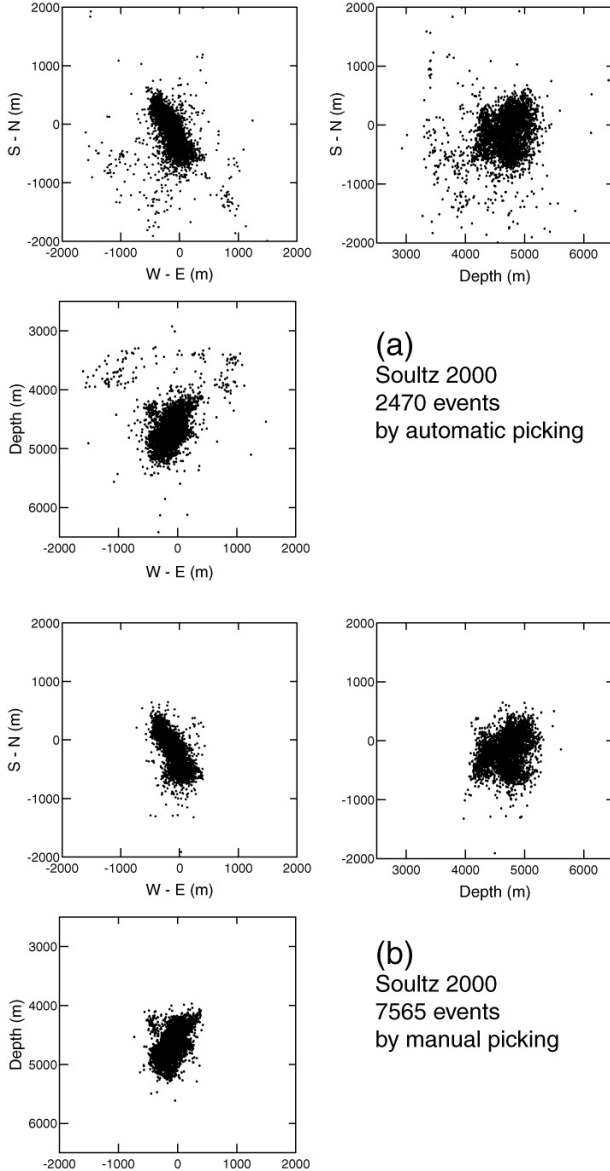 2000
1000
0
-1000
-2000
S - N (m)
-2000 -1000 0 1000 2000
W - E (m)
2000
1000
0
-1000
-2000
S - N (m)
3000 4000 5000 6000
Depth (m)
3000
4000
5000
6000
Depth (m)
-2000 -1000 0 1000 2000
W - E (m)
(a)
Soultz 2000
2470 events
by automatic picking
2000
1000
0
-1000
-2000
S - N (m)
-2000 -1000 0 1000 2000
W - E (m)
2000
1000
0
-1000
-2000
3000 4000 5000 6000
Depth (m)
3000
4000
5000
6000
Depth (m)
-2000 -1000 0 1000 2000
(b)
Soultz 2000
7565 events
by manual picking